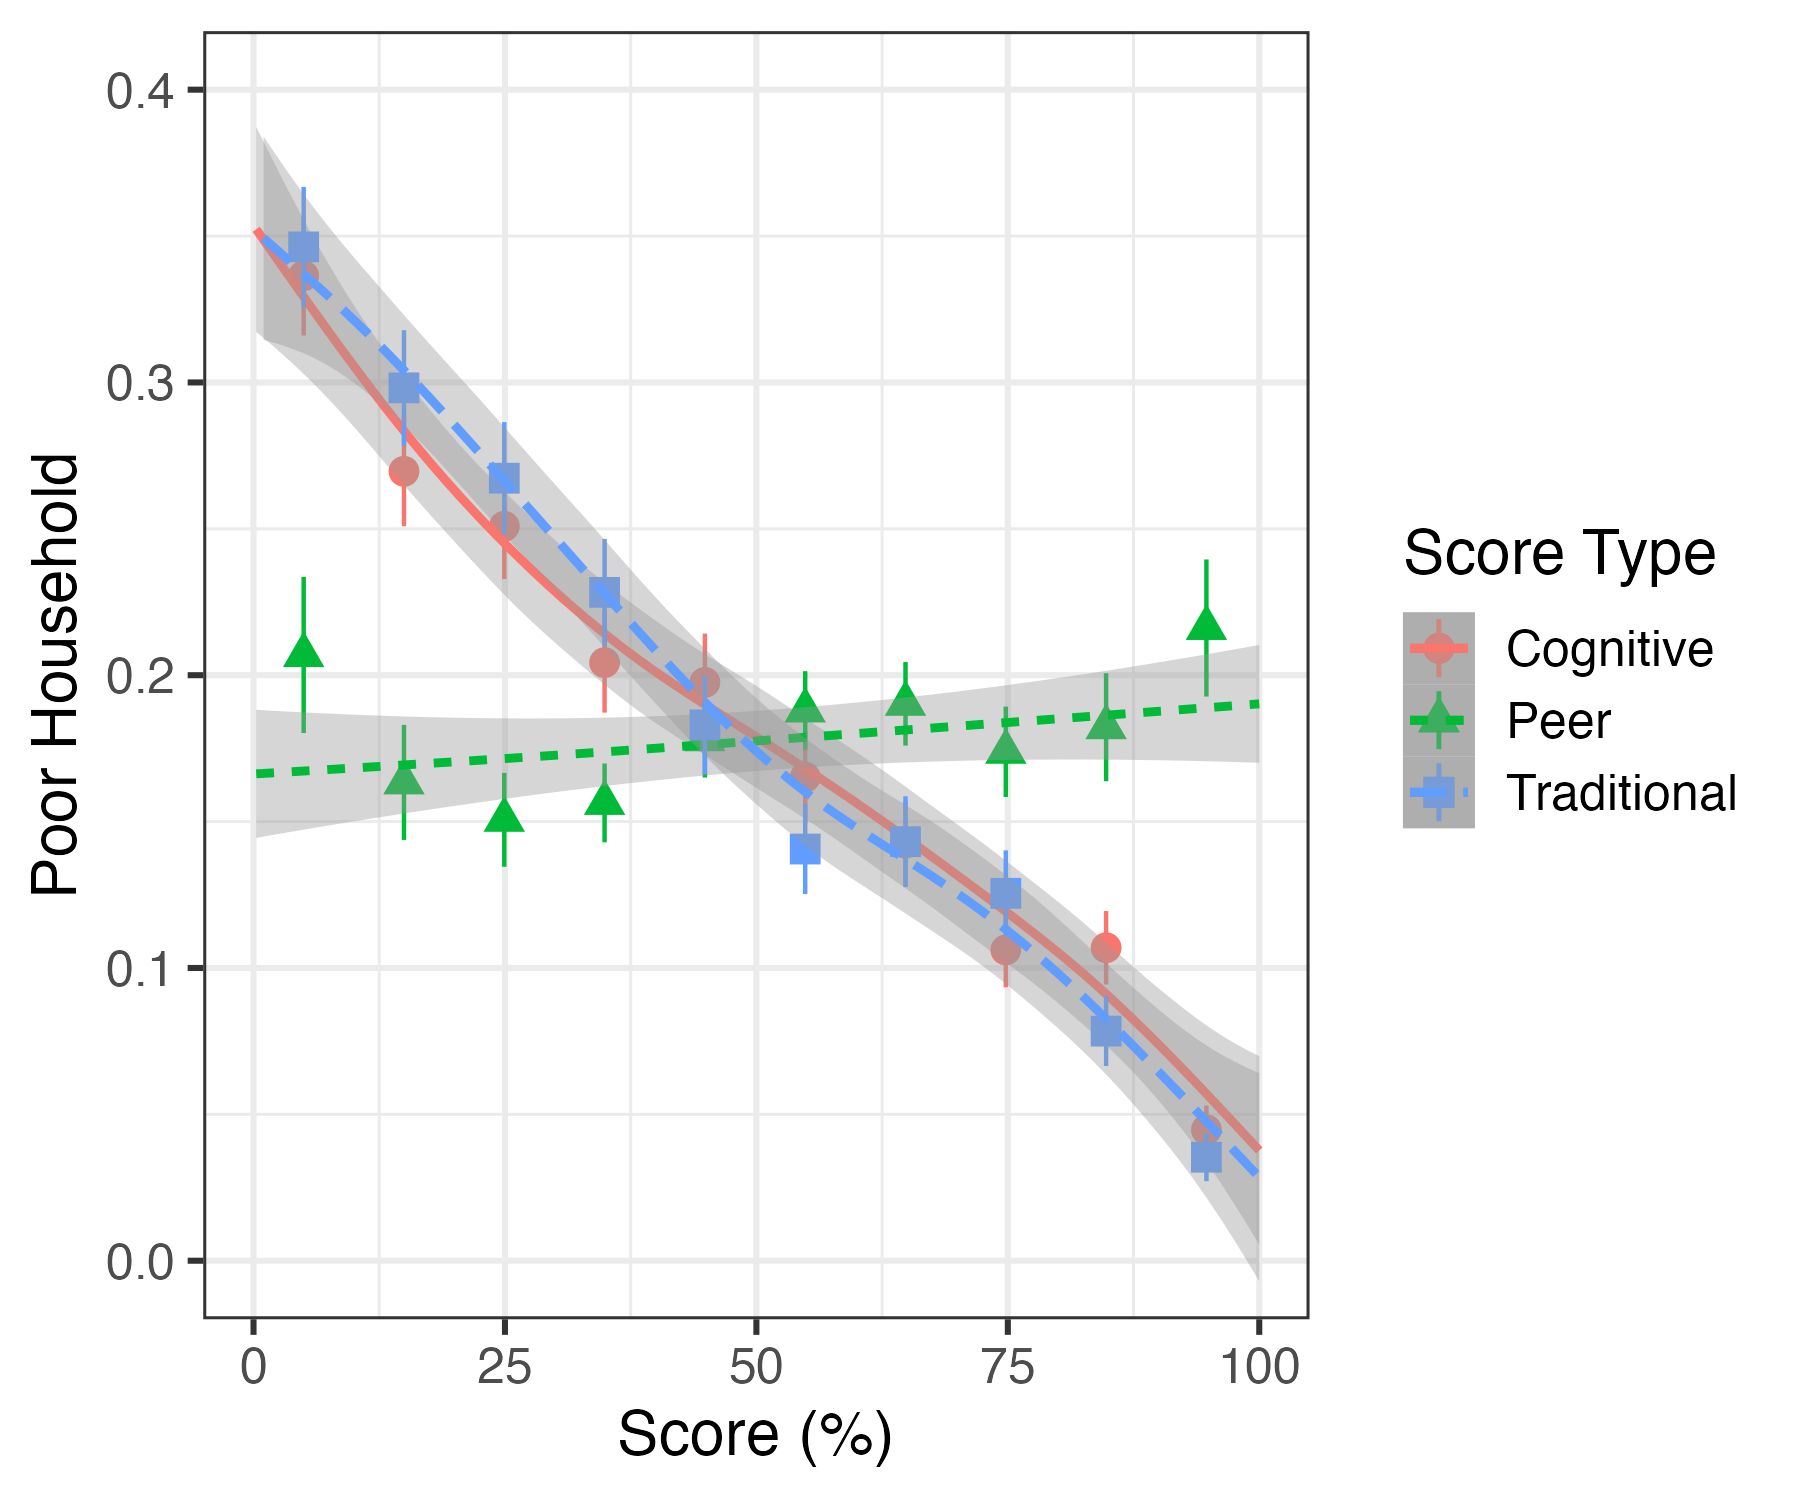 Poor Household
0.4
0.3
0.2
0.1
0.0
0 25 50 75 100
Score (%)
Score Type
Cognitive
Peer
Traditional